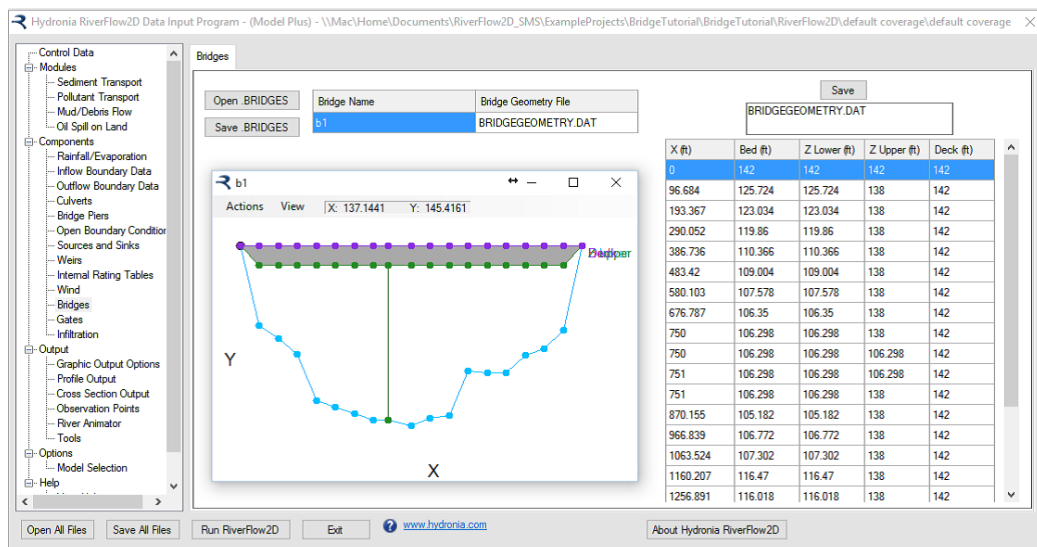 Hydronia RiverFlow2D Data Input Program - (Model Plus) - \\Mac\Home\Documents\RiverFlow2D_SMS\ExampleProjects\BridgeTutorial\BridgeTutorial\RiverFlow2D\default coverage\default coverage
Control Data
Modules
Sediment Transport
Pollutant Transport
Mud/Debris Flow
Oil Spill on Land
Components
Rainfall/Evaporation
Inflow Boundary Data
Outflow Boundary Data
Culverts
Bridge Piers
Open Boundary Condition
Sources and Sinks
Weirs
Internal Rating Tables
Wind
Bridges
Gates
Infiltration
Output
Graphic Output Options
Profile Output
Cross Section Output
Observation Points
River Animator
Tools
Options
Model Selection
Help
Bridges
Open .BRIDGES
Save .BRIDGES
Bridge Name Bridge Geometry File
b1 BRIDGEGEOMETRY.DAT
b1
Actions View X: 137.1441 Y: 145.4161
Y
X
Save
BRIDGEGEOMETRY.DAT
X (ft) Bed (ft) Z Lower (ft) Z Upper (ft) Deck (ft)
0 142 142 142 142
96.684 125.724 125.724 138 142
193.367 123.034 123.034 138 142
290.052 119.86 119.86 138 142
386.736 110.366 110.366 138 142
483.42 109.004 109.004 138 142
580.103 107.578 107.578 138 142
676.787 106.35 106.35 138 142
750 106.298 106.298 138 142
750 106.298 106.298 106.298 142
751 106.298 106.298 106.298 142
751 106.298 106.298 138 142
870.155 105.182 105.182 138 142
966.839 106.772 106.772 138 142
1063.524 107.302 107.302 138 142
1160.207 116.47 116.47 138 142
1256.891 116.018 116.018 138 142
Open All Files Save All Files Run RiverFlow2D Exit www.hydronia.com About Hydronia RiverFlow2D